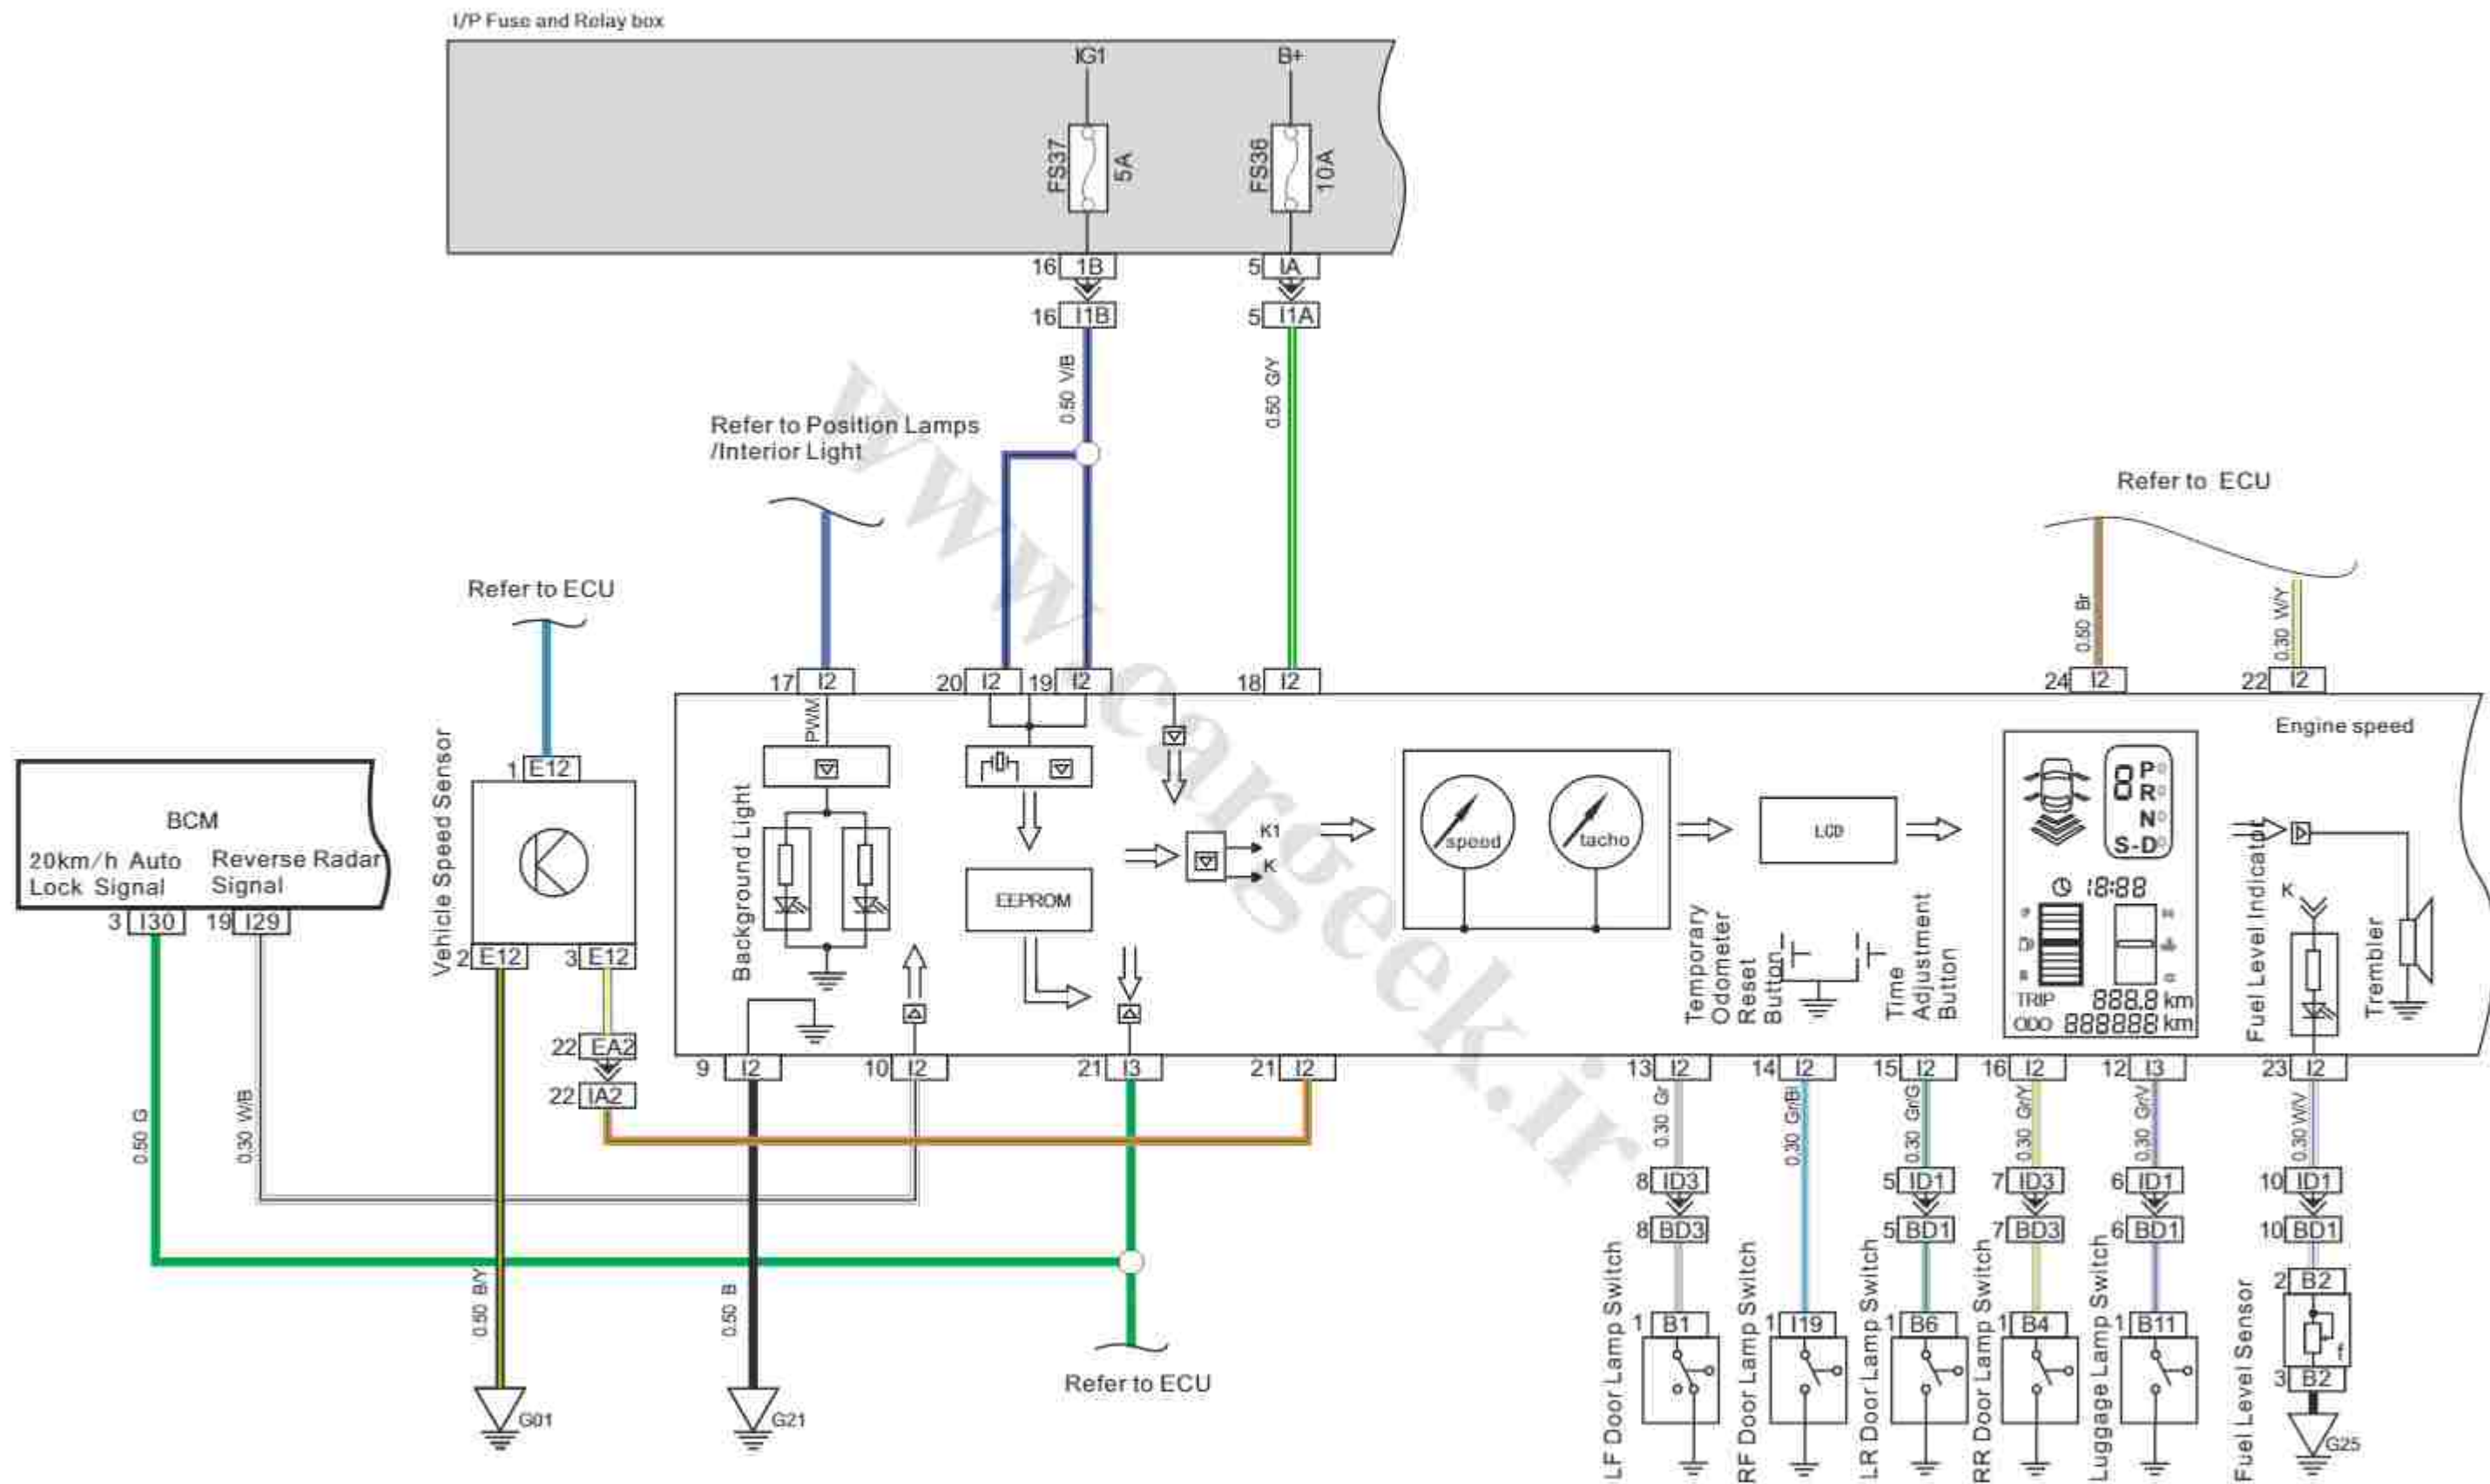 I/P Fuse and Relay box
IG1
B+
FS37
5A
FS36
10A
16 1B
5 IA
16 I1B
5 I1A
0.50 V/B
0.50 G/Y
Refer to Position Lamps
/Interior Light
Refer to ECU
Refer to ECU
0.50 Br
0.30 W/Y
17 I2
20 I2
19 I2
18 I2
24 I2
22 I2
1 E12
Vehicle Speed Sensor
2 E12
3 E12
22 EA2
22 IA2
BCM
20km/h Auto
Lock Signal
Reverse Radar
Signal
3 I30
19 I29
PWM
Background Light
EEPROM
K1
K
speed
tacho
LCD
Engine speed
P
R
N
S-D
18:88
TRIP 888.8 km
ODO 888888 km
Temporary
Odometer
Reset
Button
Time
Adjustment
Button
Fuel Level Indicator
K
Trembler
9 I2
10 I2
21 I3
21 I2
13 I2
14 I2
15 I2
16 I2
12 I3
23 I2
0.50 G
0.30 W/B
0.50 B/Y
0.50 B
0.30 Gr
0.30 Gr/Bl
0.30 Gr/G
0.30 Gr/Y
0.30 Gr/V
0.30 W/V
8 ID3
5 ID1
7 ID3
6 ID1
10 ID1
8 BD3
5 BD1
7 BD3
6 BD1
10 BD1
2 B2
1 B1
1 I19
1 B6
1 B4
1 B11
3 B2
LF Door Lamp Switch
RF Door Lamp Switch
LR Door Lamp Switch
RR Door Lamp Switch
Luggage Lamp Switch
Fuel Level Sensor
Refer to ECU
G01
G21
G25
www.cargeek.ir